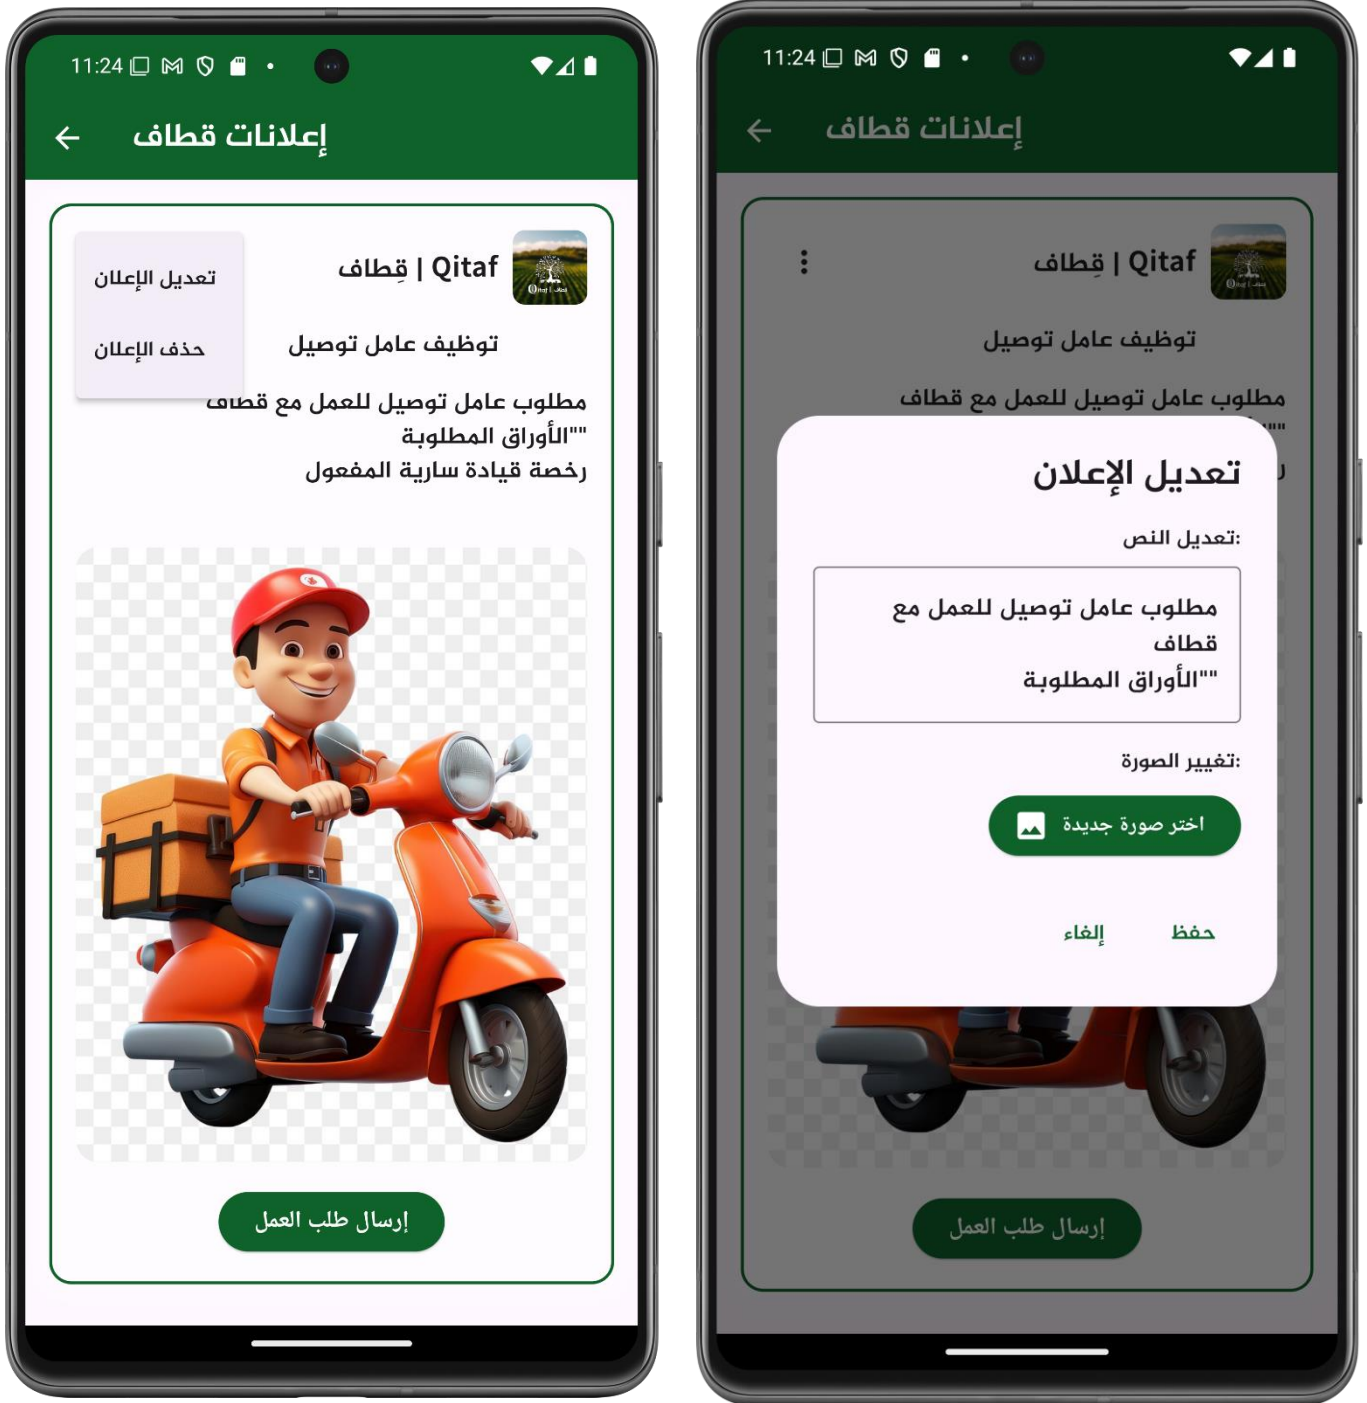 11:24
إعلانات قطاف
Qitaf | قِطاف
تعديل الإعلان
حذف الإعلان
توظيف عامل توصيل
مطلوب عامل توصيل للعمل مع قطاف
""الأوراق المطلوبة
رخصة قيادة سارية المفعول
إرسال طلب العمل
11:24
إعلانات قطاف
Qitaf | قِطاف
توظيف عامل توصيل
مطلوب عامل توصيل للعمل مع قطاف
تعديل الإعلان
:تعديل النص
مطلوب عامل توصيل للعمل مع
قطاف
""الأوراق المطلوبة
:تغيير الصورة
اختر صورة جديدة
حفظ
إلغاء
إرسال طلب العمل